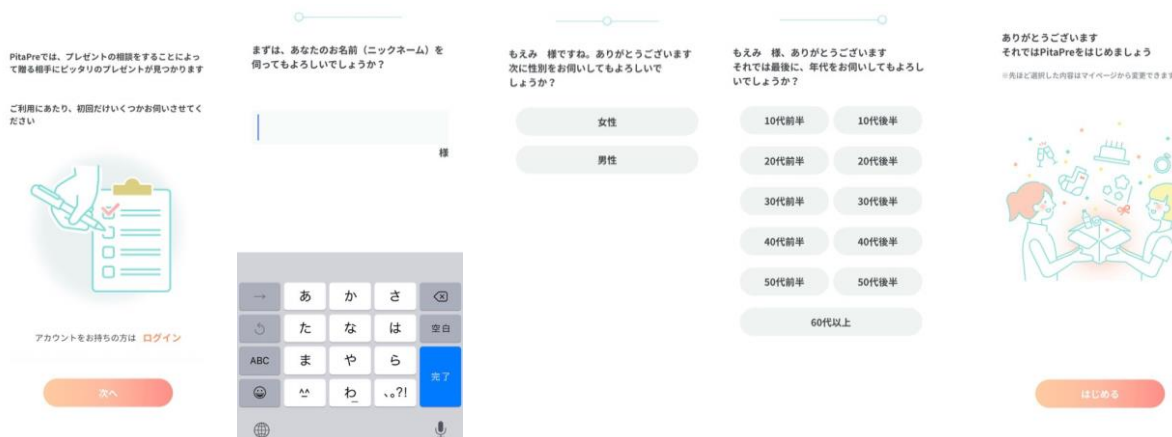 PitaPreでは、プレゼントの相談をすることによっ
て贈る相手にピッタリのプレゼントが見つかります
ご利用にあたり、初回だけいくつかお伺いさせてく
ださい
アカウントをお持ちの方は ログイン
次へ
まずは、あなたのお名前（ニックネーム）を
伺ってもよろしいでしょうか？
様
→ あ か さ
た な は 空白
ABC ま や ら
完了
^^ わ 、。?!
もえみ 様ですね。ありがとうございます
次に性別をお伺いしてもよろしいで
しょうか？
女性
男性
もえみ 様、ありがとうございます
それでは最後に、年代をお伺いしてもよろし
いでしょうか？
10代前半 10代後半
20代前半 20代後半
30代前半 30代後半
40代前半 40代後半
50代前半 50代後半
60代以上
ありがとうございます
それではPitaPreをはじめましょう
※先ほど選択した内容はマイページから変更できます
はじめる